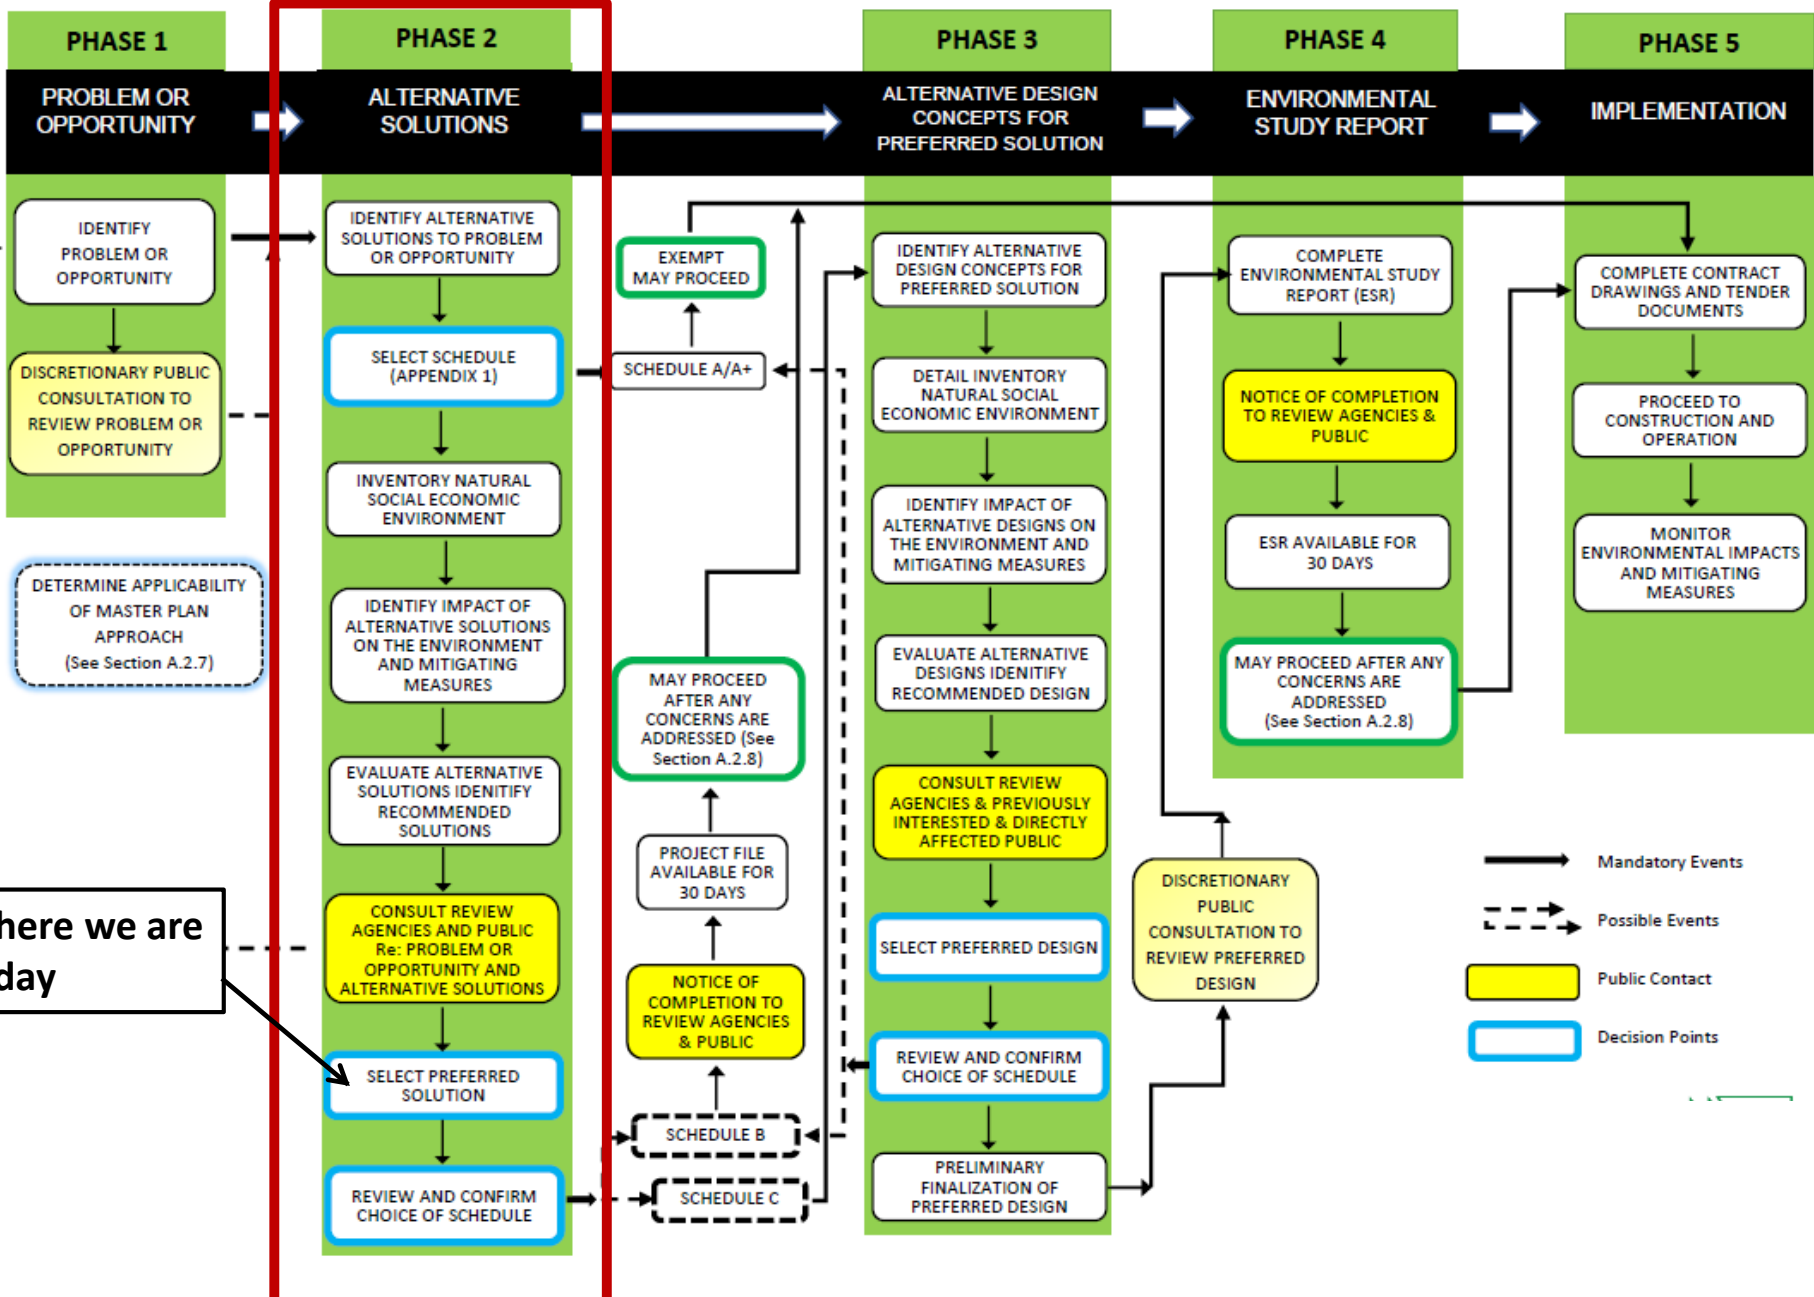 PHASE 1
PROBLEM OR
OPPORTUNITY
IDENTIFY
PROBLEM OR
OPPORTUNITY
DISCRETIONARY PUBLIC
CONSULTATION TO
REVIEW PROBLEM OR
OPPORTUNITY
DETERMINE APPLICABILITY
OF MASTER PLAN
APPROACH
(See Section A.2.7)
here we are
day
PHASE 2
ALTERNATIVE
SOLUTIONS
IDENTIFY ALTERNATIVE
SOLUTIONS TO PROBLEM
OR OPPORTUNITY
SELECT SCHEDULE
(APPENDIX 1)
INVENTORY NATURAL
SOCIAL ECONOMIC
ENVIRONMENT
IDENTIFY IMPACT OF
ALTERNATIVE SOLUTIONS
ON THE ENVIRONMENT
AND MITIGATING
MEASURES
EVALUATE ALTERNATIVE
SOLUTIONS IDENITIFY
RECOMMENDED
SOLUTIONS
CONSULT REVIEW
AGENCIES AND PUBLIC
Re: PROBLEM OR
OPPORTUNITY AND
ALTERNATIVE SOLUTIONS
SELECT PREFERRED
SOLUTION
REVIEW AND CONFIRM
CHOICE OF SCHEDULE
EXEMPT
MAY PROCEED
SCHEDULE A/A+
MAY PROCEED
AFTER ANY
CONCERNS ARE
ADDRESSED (See
Section A.2.8)
PROJECT FILE
AVAILABLE FOR
30 DAYS
NOTICE OF
COMPLETION TO
REVIEW AGENCIES
& PUBLIC
SCHEDULE B
SCHEDULE C
PHASE 3
ALTERNATIVE DESIGN
CONCEPTS FOR
PREFERRED SOLUTION
IDENTIFY ALTERNATIVE
DESIGN CONCEPTS FOR
PREFERRED SOLUTION
DETAIL INVENTORY
NATURAL SOCIAL
ECONOMIC ENVIRONMENT
IDENTIFY IMPACT OF
ALTERNATIVE DESIGNS ON
THE ENVIRONMENT AND
MITIGATING MEASURES
EVALUATE ALTERNATIVE
DESIGNS IDENITIFY
RECOMMENDED DESIGN
CONSULT REVIEW
AGENCIES & PREVIOUSLY
INTERESTED & DIRECTLY
AFFECTED PUBLIC
SELECT PREFERRED DESIGN
REVIEW AND CONFIRM
CHOICE OF SCHEDULE
PRELIMINARY
FINALIZATION OF
PREFERRED DESIGN
DISCRETIONARY
PUBLIC
CONSULTATION TO
REVIEW PREFERRED
DESIGN
PHASE 4
ENVIRONMENTAL
STUDY REPORT
COMPLETE
ENVIRONMENTAL STUDY
REPORT (ESR)
NOTICE OF COMPLETION
TO REVIEW AGENCIES &
PUBLIC
ESR AVAILABLE FOR
30 DAYS
MAY PROCEED AFTER ANY
CONCERNS ARE
ADDRESSED
(See Section A.2.8)
PHASE 5
IMPLEMENTATION
COMPLETE CONTRACT
DRAWINGS AND TENDER
DOCUMENTS
PROCEED TO
CONSTRUCTION AND
OPERATION
MONITOR
ENVIRONMENTAL IMPACTS
AND MITIGATING
MEASURES
Mandatory Events
Possible Events
Public Contact
Decision Points